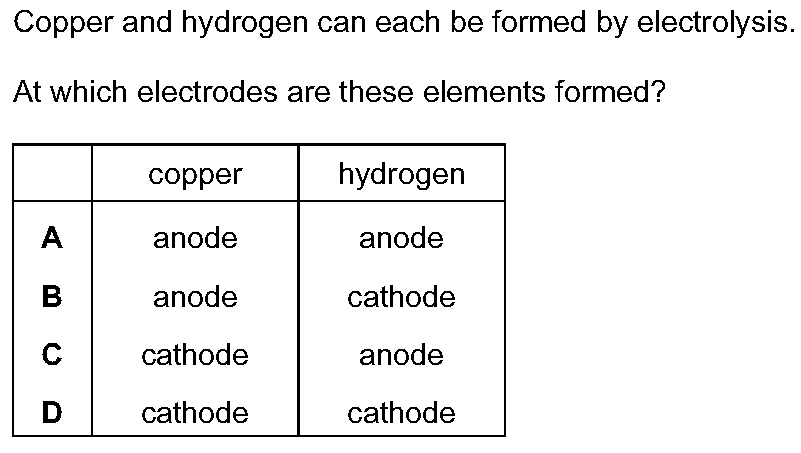 Copper and hydrogen can each be formed by electrolysis.
At which electrodes are these elements formed?
copper hydrogen
A anode anode
B anode cathode
C cathode anode
D cathode cathode